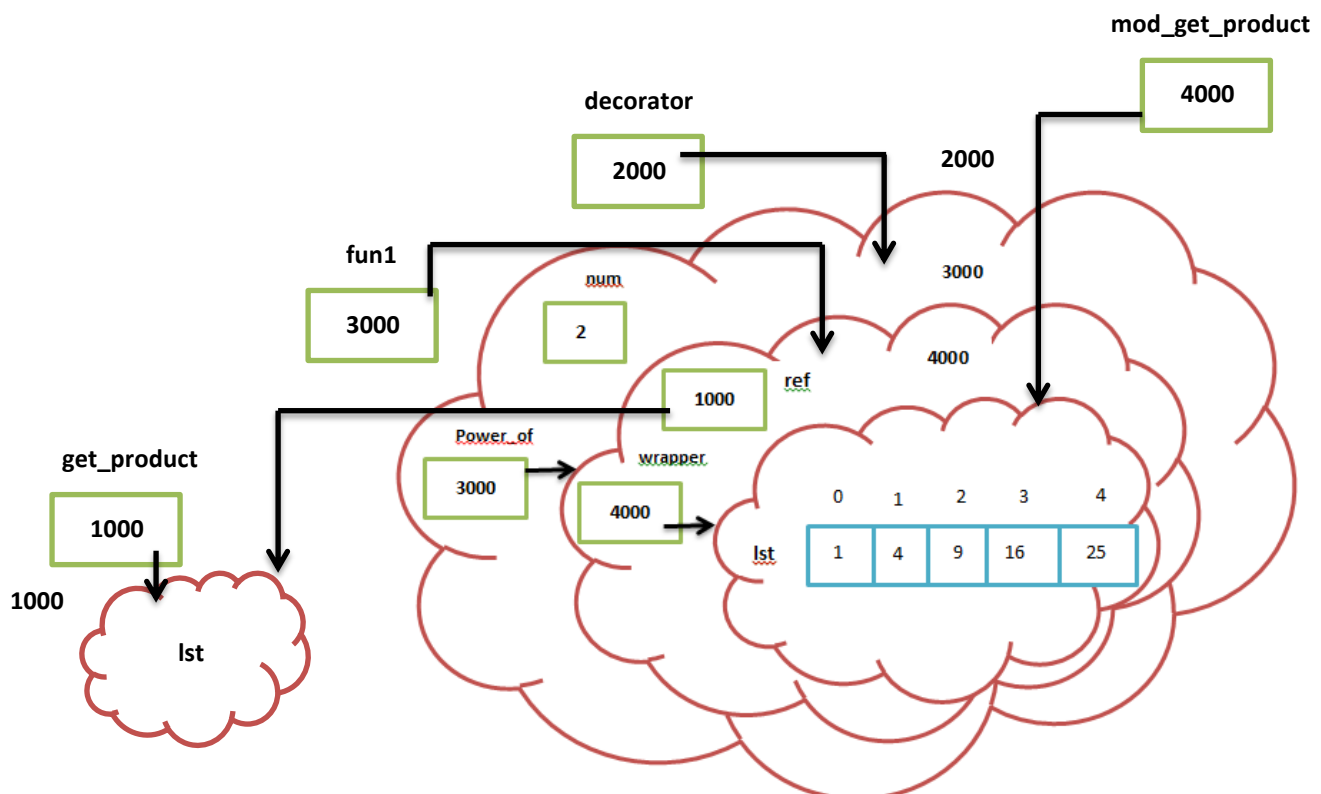 mod_get_product
4000
decorator
2000
2000
fun1
3000
num
2
3000
4000
ref
1000
Power_of
3000
wrapper
4000
get_product
1000
0 1 2 3 4
lst 1 4 9 16 25
1000
lst